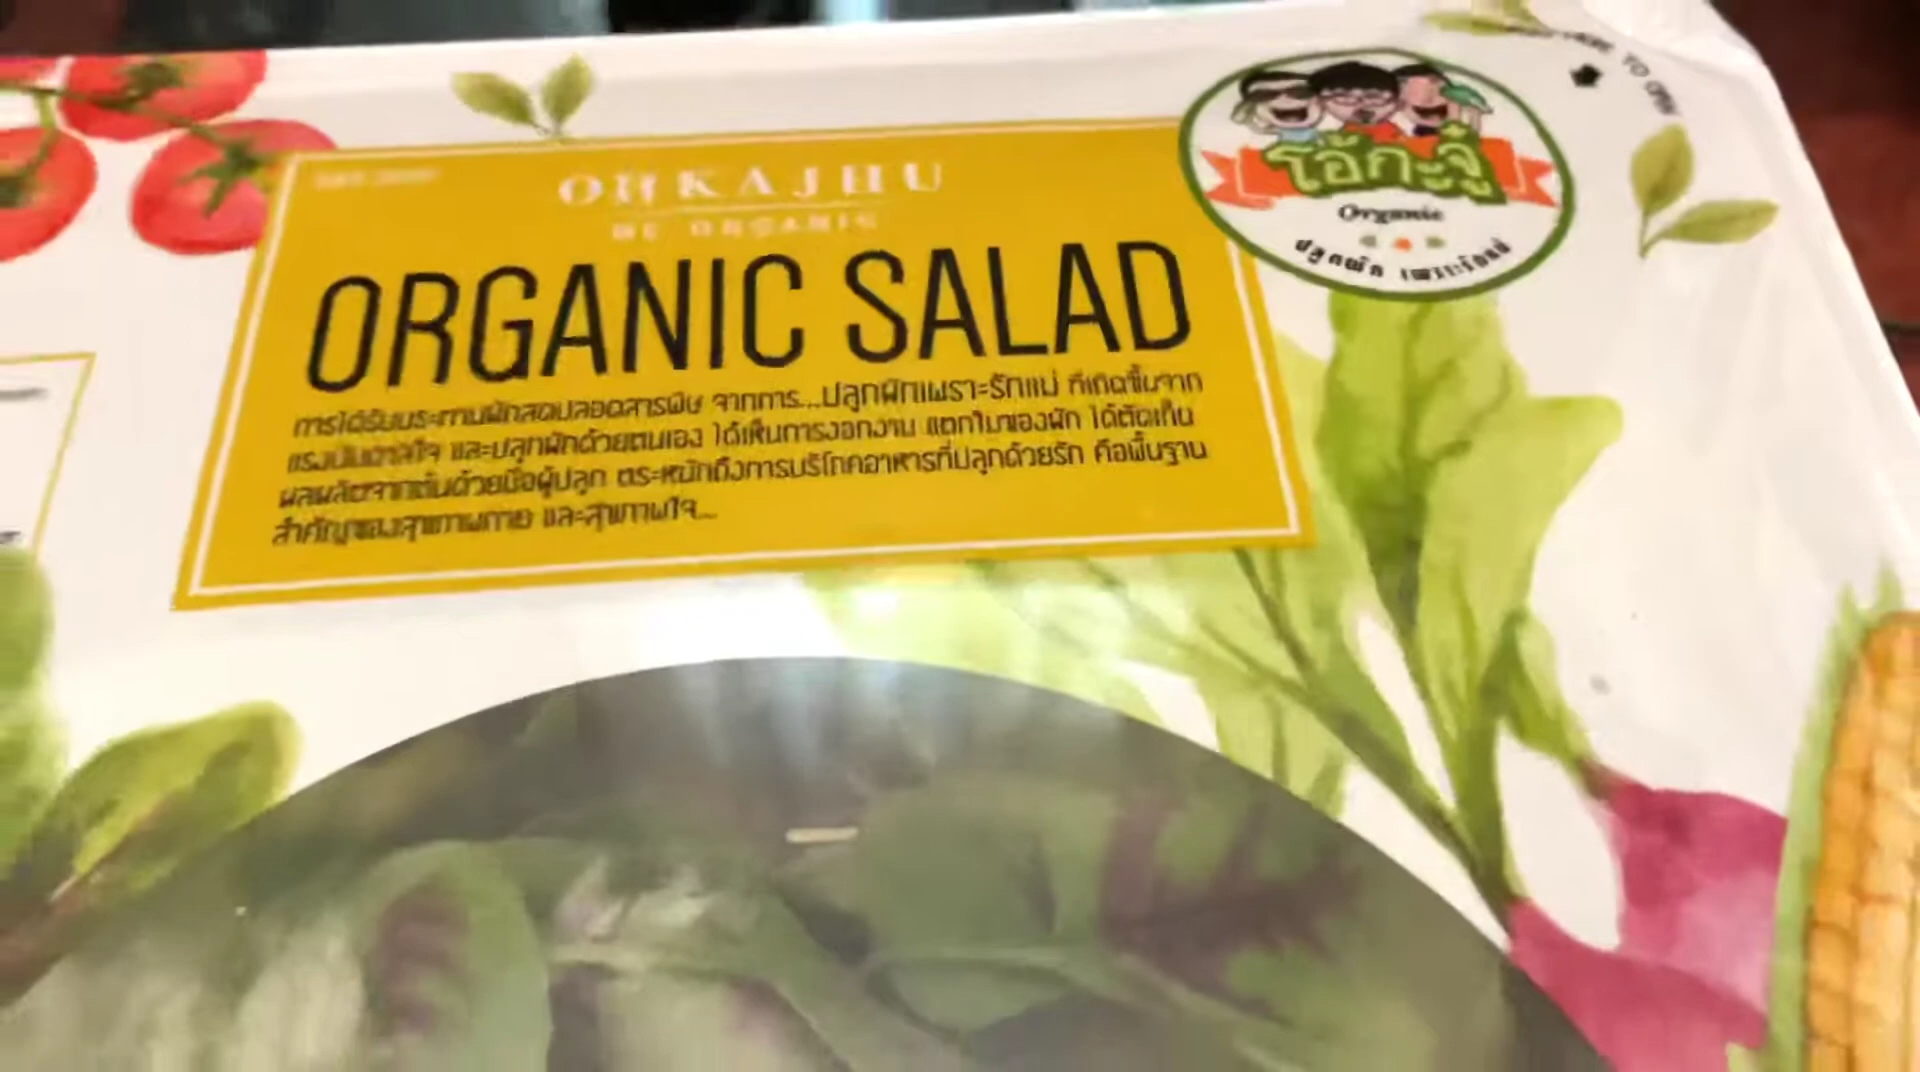 HERE TO OPEN
OHKAJHU
WE ORGANIC
โอ้กะจู๋
Organic
ปลูกผัก เพราะรักแม่
ORGANIC SALAD
การได้รับประทานผักสดปลอดสารพิษ จากการ...ปลูกผักเพราะรักแม่ ที่เกิดขึ้นจาก
แรงบันดาลใจ และปลูกผักด้วยตนเอง ได้เห็นการงอกงาม แตกใบของผัก ได้ตัดเก็บ
ผลผลิตจากต้นด้วยมือผู้ปลูก ตระหนักถึงการบริโภคอาหารที่ปลูกด้วยรัก คือพื้นฐาน
สำคัญของสุขภาพกาย และสุขภาพใจ...